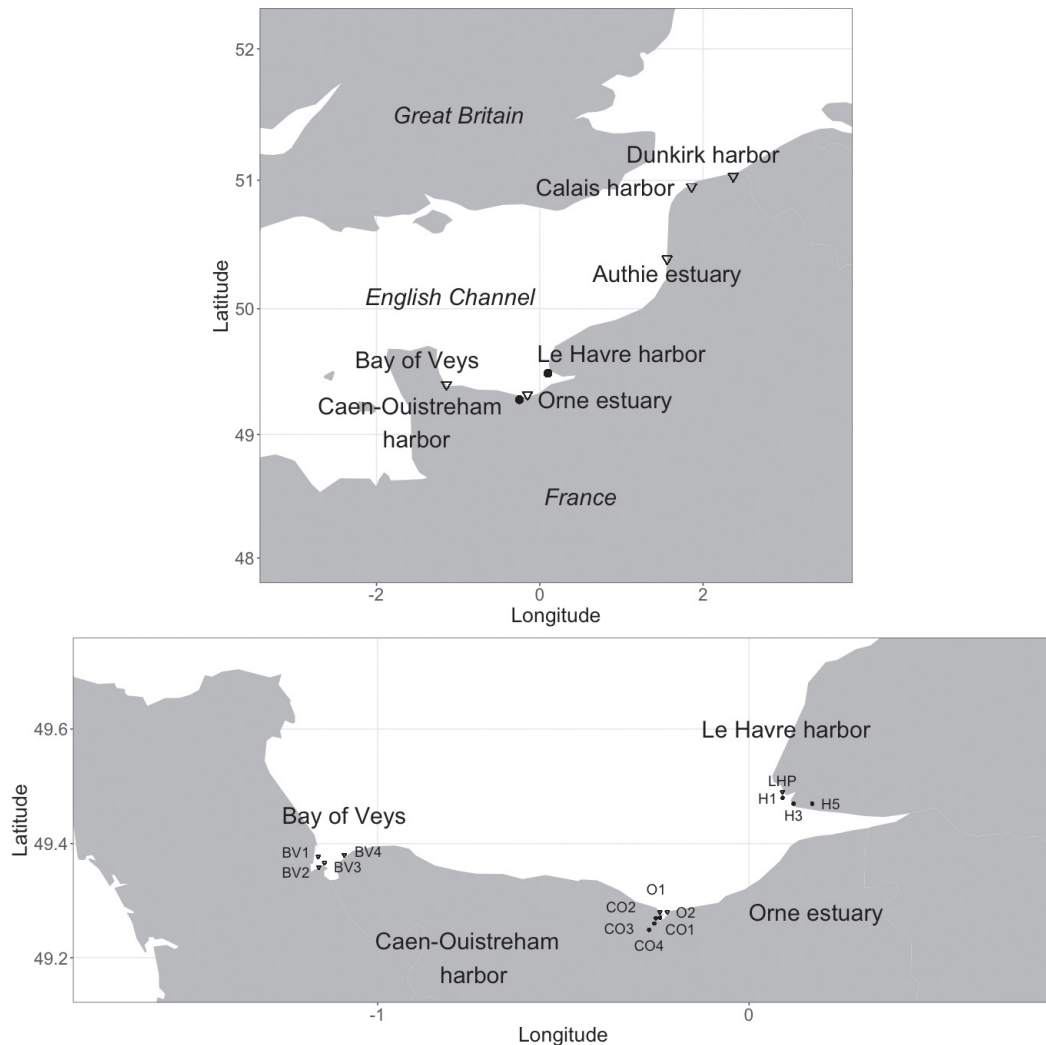 52
Great Britain
Dunkirk harbor
51
Calais harbor
Authie estuary
Latitude
English Channel
50
Bay of Veys
Le Havre harbor
Caen-Ouistreham
harbor
Orne estuary
49
France
48
-2
0
2
Longitude
49.6
Le Havre harbor
LHP
H1
H5
H3
Latitude
Bay of Veys
49.4
BV1
BV4
BV2
BV3
O1
CO2
O2
Orne estuary
CO3
CO1
CO4
Caen-Ouistreham
harbor
49.2
-1
0
Longitude